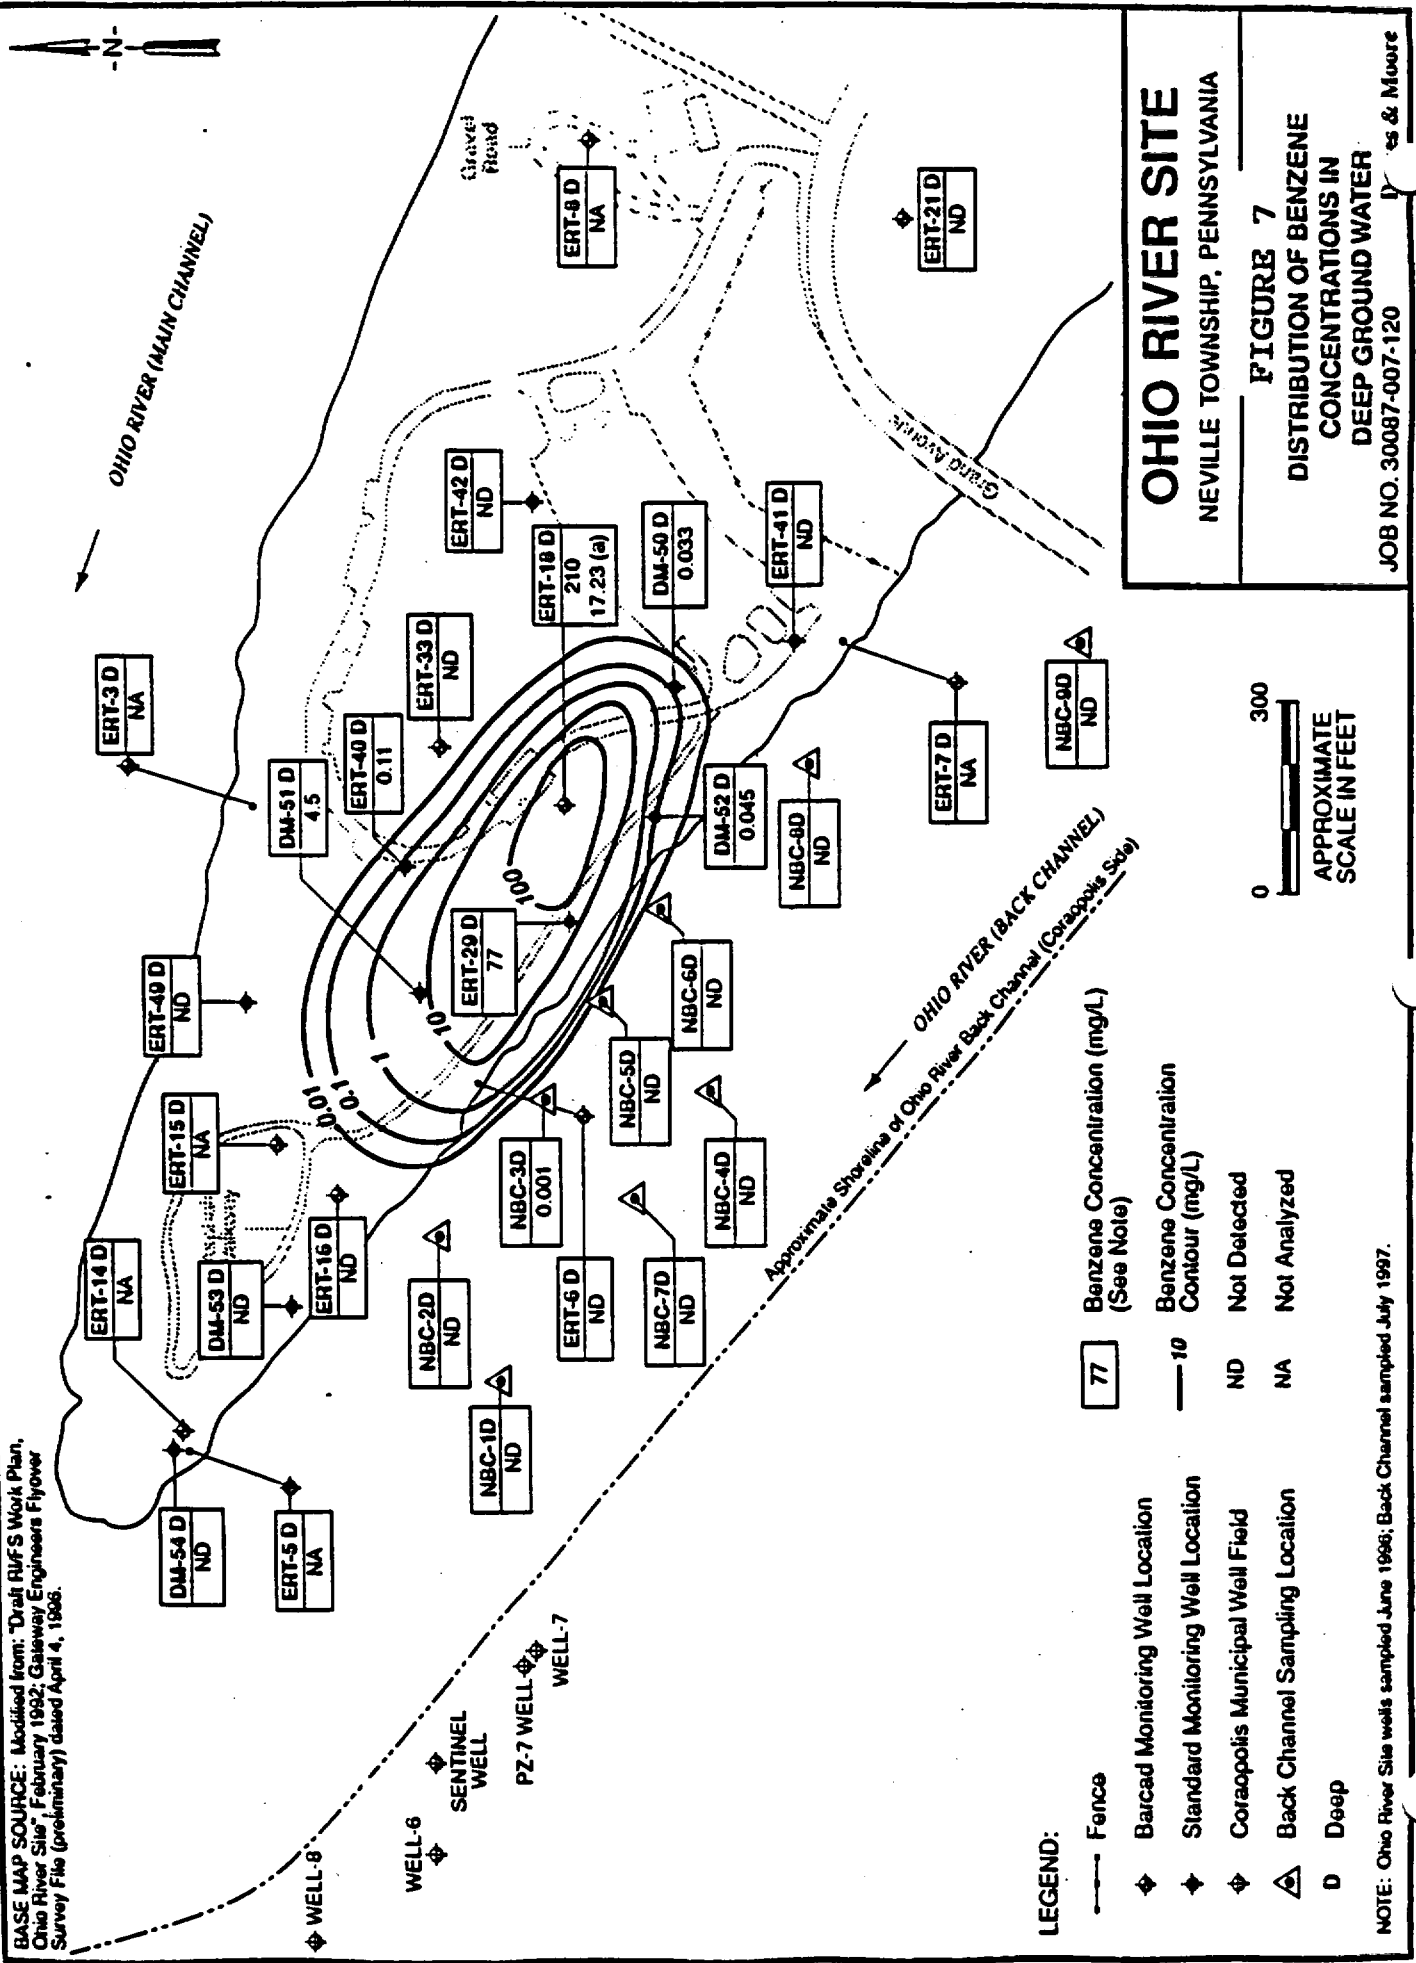 BASE MAP SOURCE: Modified from: "Draft RI/FS Work Plan,
Ohio River Site", February 1992; Gateway Engineers Flyover
Survey File (preliminary) dated April 4, 1996.
-N-
OHIO RIVER (MAIN CHANNEL)
Gravel
Road
DM-54 D
ND
ERT-5 D
NA
ERT-14 D
NA
DM-53 D
ND
ERT-15 D
NA
ERT-16 D
ND
ERT-49 D
ND
ERT-3 D
NA
DM-51 D
4.5
ERT-40 D
0.11
ERT-33 D
ND
ERT-42 D
ND
ERT-18 D
210
17.23 (a)
DM-50 D
0.033
ERT-41 D
ND
ERT-8 D
NA
ERT-21 D
ND
ERT-29 D
77
DM-52 D
0.045
0.01
0.1
1
10
100
NBC-1D
ND
NBC-2D
ND
NBC-3D
0.001
ERT-6 D
ND
NBC-7D
ND
NBC-5D
ND
NBC-4D
ND
NBC-6D
ND
NBC-8D
ND
ERT-7 D
NA
NBC-9D
ND
Grand Avenue
OHIO RIVER (BACK CHANNEL)
Approximate Shoreline of Ohio River Back Channel (Coraopolis Side)
WELL-8
WELL-6
SENTINEL
WELL
PZ-7 WELL
WELL-7
LEGEND:
Fence
Barcad Monitoring Well Location
Standard Monitoring Well Location
Coraopolis Municipal Well Field
Back Channel Sampling Location
D Deep
77 Benzene Concentration (mg/L)
(See Note)
10 Benzene Concentration
Contour (mg/L)
ND Not Detected
NA Not Analyzed
0 300
APPROXIMATE
SCALE IN FEET
NOTE: Ohio River Site wells sampled June 1996; Back Channel sampled July 1997.
OHIO RIVER SITE
NEVILLE TOWNSHIP, PENNSYLVANIA
FIGURE 7
DISTRIBUTION OF BENZENE
CONCENTRATIONS IN
DEEP GROUND WATER
JOB NO. 30087-007-120
D es & Moore